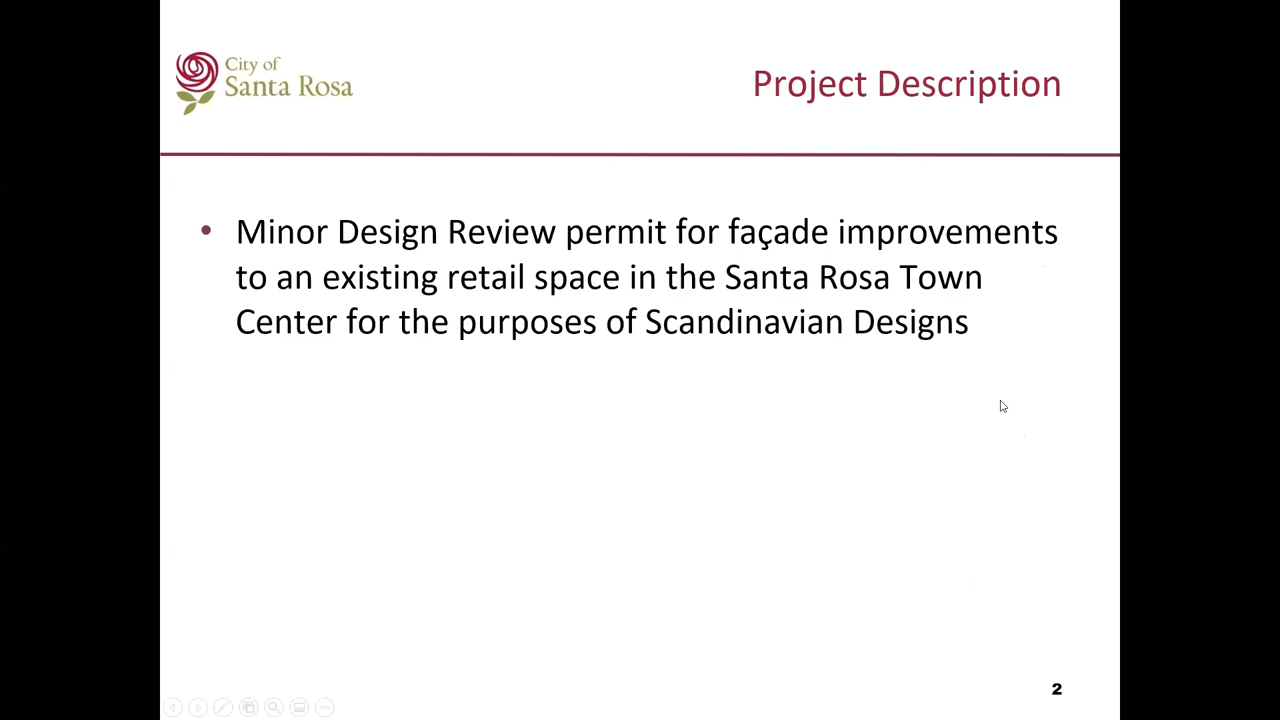 City of
Santa Rosa
Project Description
• Minor Design Review permit for façade improvements
to an existing retail space in the Santa Rosa Town
Center for the purposes of Scandinavian Designs
2